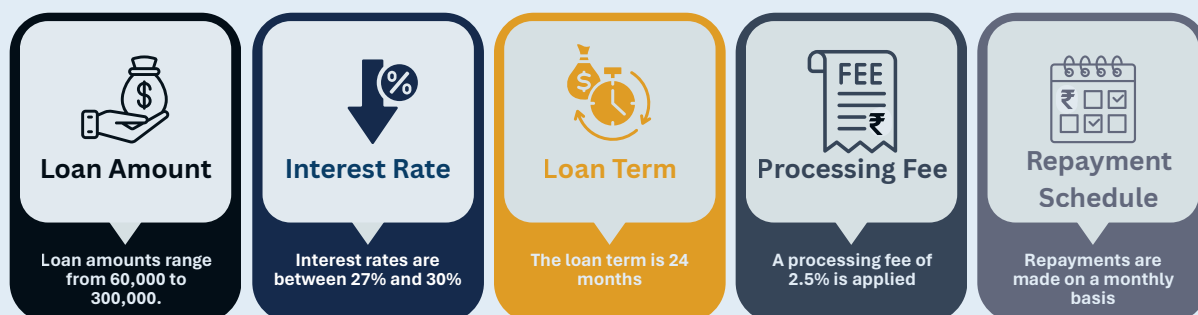 $
Loan Amount
Loan amounts range
from 60,000 to
300,000.
%
Interest Rate
Interest rates are
between 27% and 30%
$
Loan Term
The loan term is 24
months
FEE
₹
Processing Fee
A processing fee of
2.5% is applied
₹
Repayment
Schedule
Repayments are
made on a monthly
basis